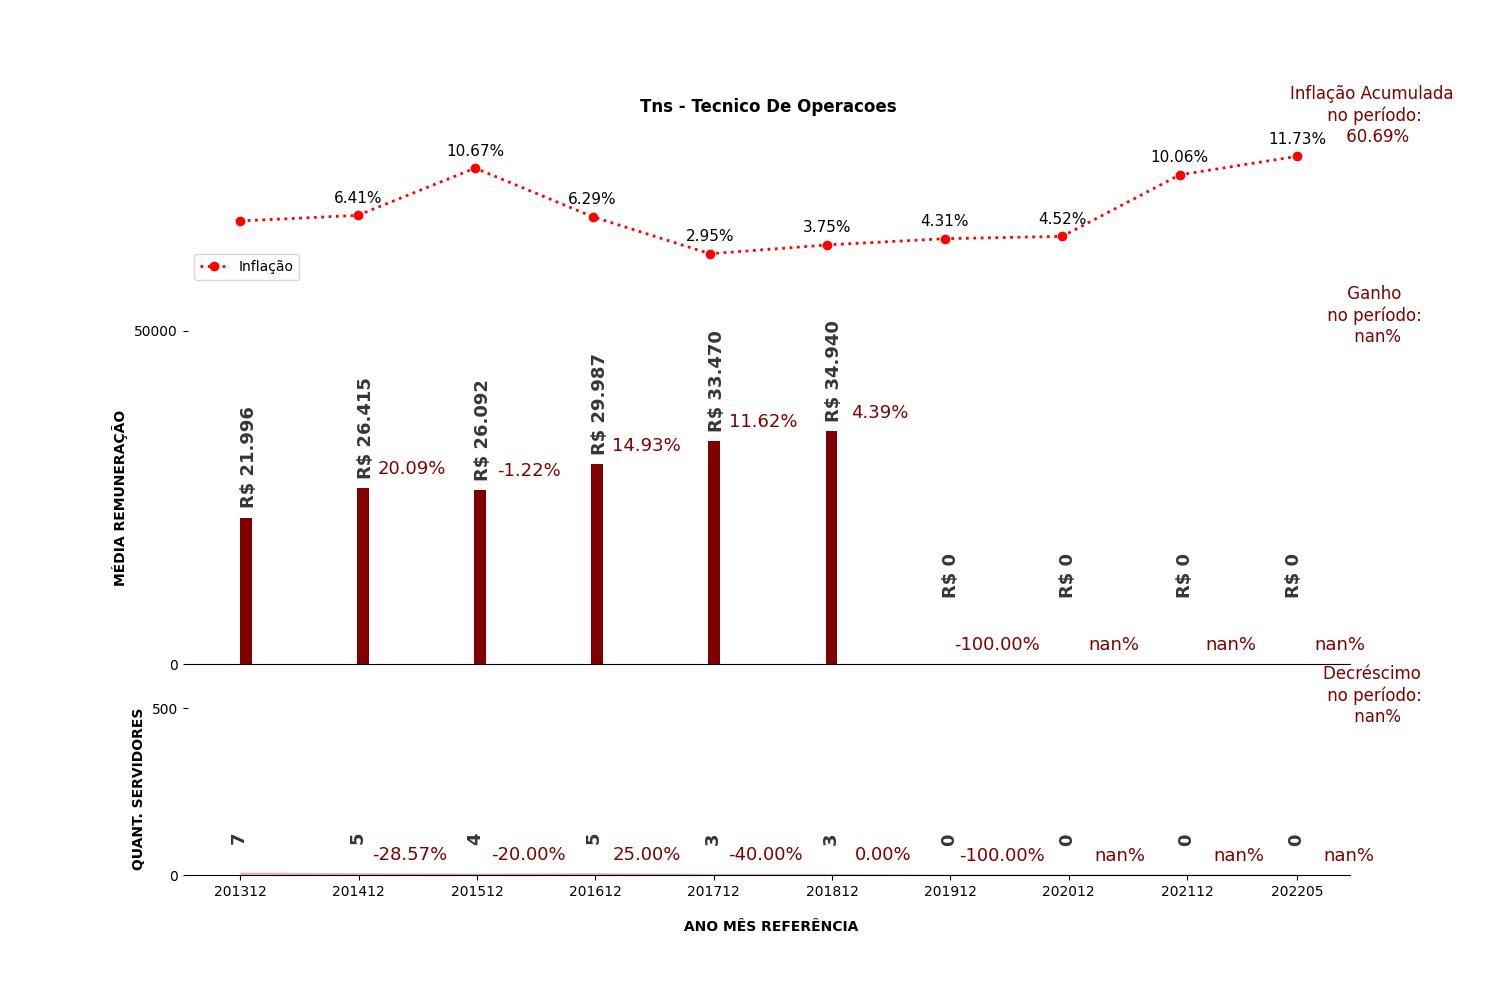 Tns - Tecnico De Operacoes
Inflação Acumulada
no período:
60.69%
6.41%
10.67%
6.29%
2.95%
3.75%
4.31%
4.52%
10.06%
11.73%
Inflação
Ganho
no período:
nan%
MÉDIA REMUNERAÇÃO
50000
0
R$ 21.996
R$ 26.415
R$ 26.092
R$ 29.987
R$ 33.470
R$ 34.940
R$ 0
R$ 0
R$ 0
R$ 0
20.09%
-1.22%
14.93%
11.62%
4.39%
-100.00%
nan%
nan%
nan%
Decréscimo
no período:
nan%
QUANT. SERVIDORES
500
0
7
5
4
5
3
3
0
0
0
0
-28.57%
-20.00%
25.00%
-40.00%
0.00%
-100.00%
nan%
nan%
nan%
201312
201412
201512
201612
201712
201812
201912
202012
202112
202205
ANO MÊS REFERÊNCIA